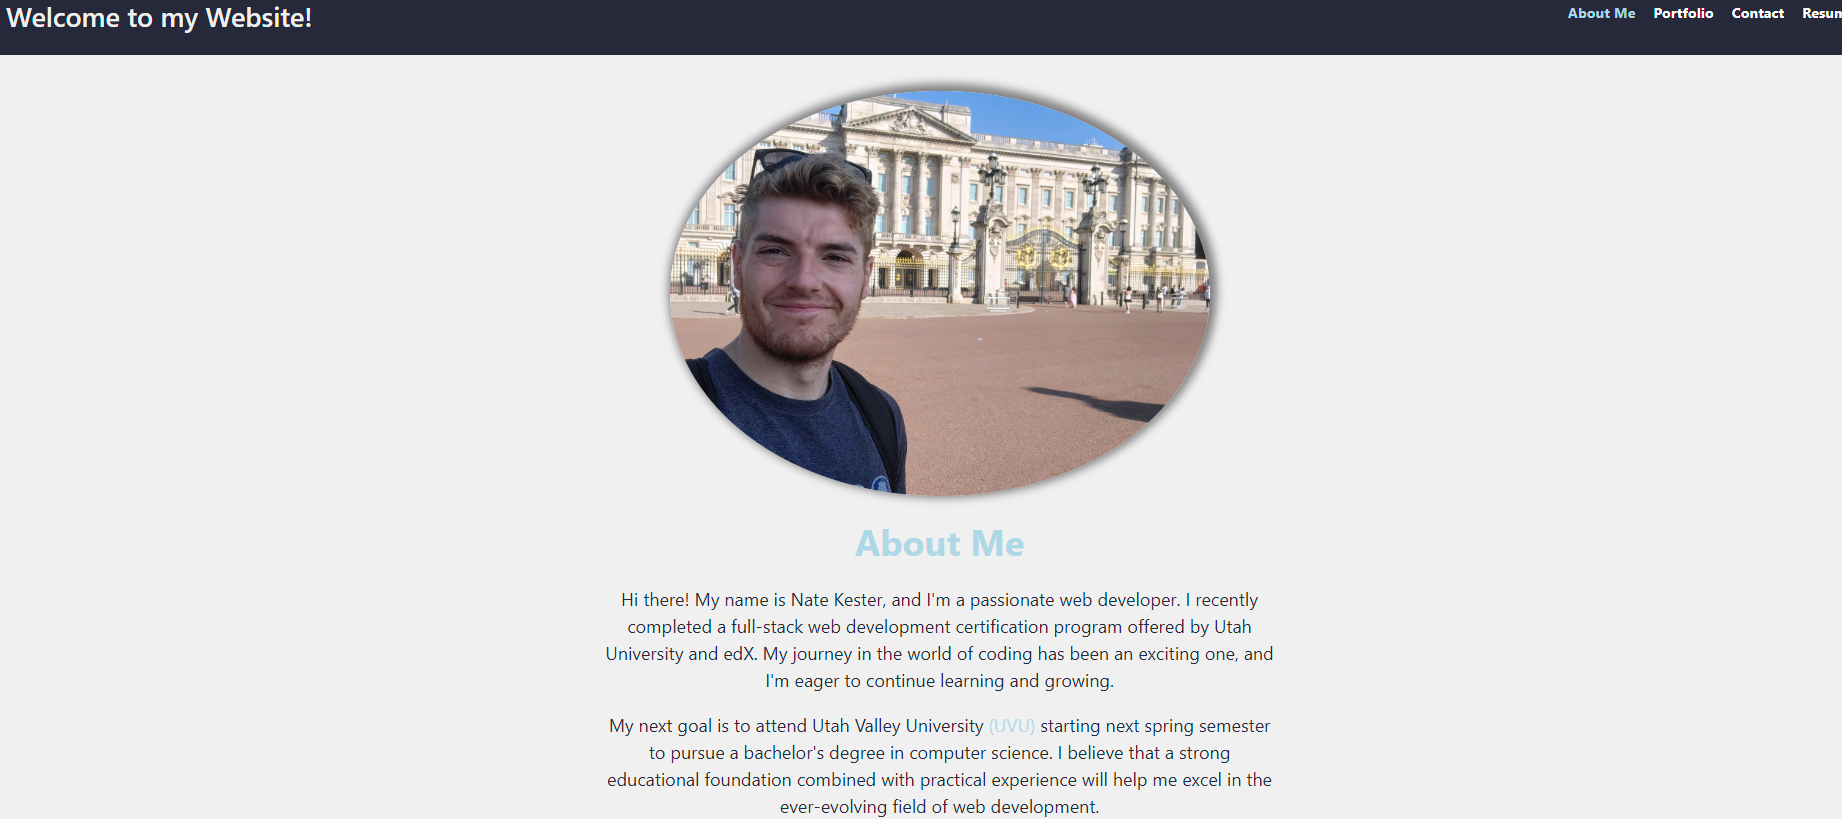 Welcome to my Website!
About Me Portfolio Contact Resum
About Me
Hi there! My name is Nate Kester, and I'm a passionate web developer. I recently
completed a full-stack web development certification program offered by Utah
University and edX. My journey in the world of coding has been an exciting one, and
I'm eager to continue learning and growing.
My next goal is to attend Utah Valley University (UVU) starting next spring semester
to pursue a bachelor's degree in computer science. I believe that a strong
educational foundation combined with practical experience will help me excel in the
ever-evolving field of web development.